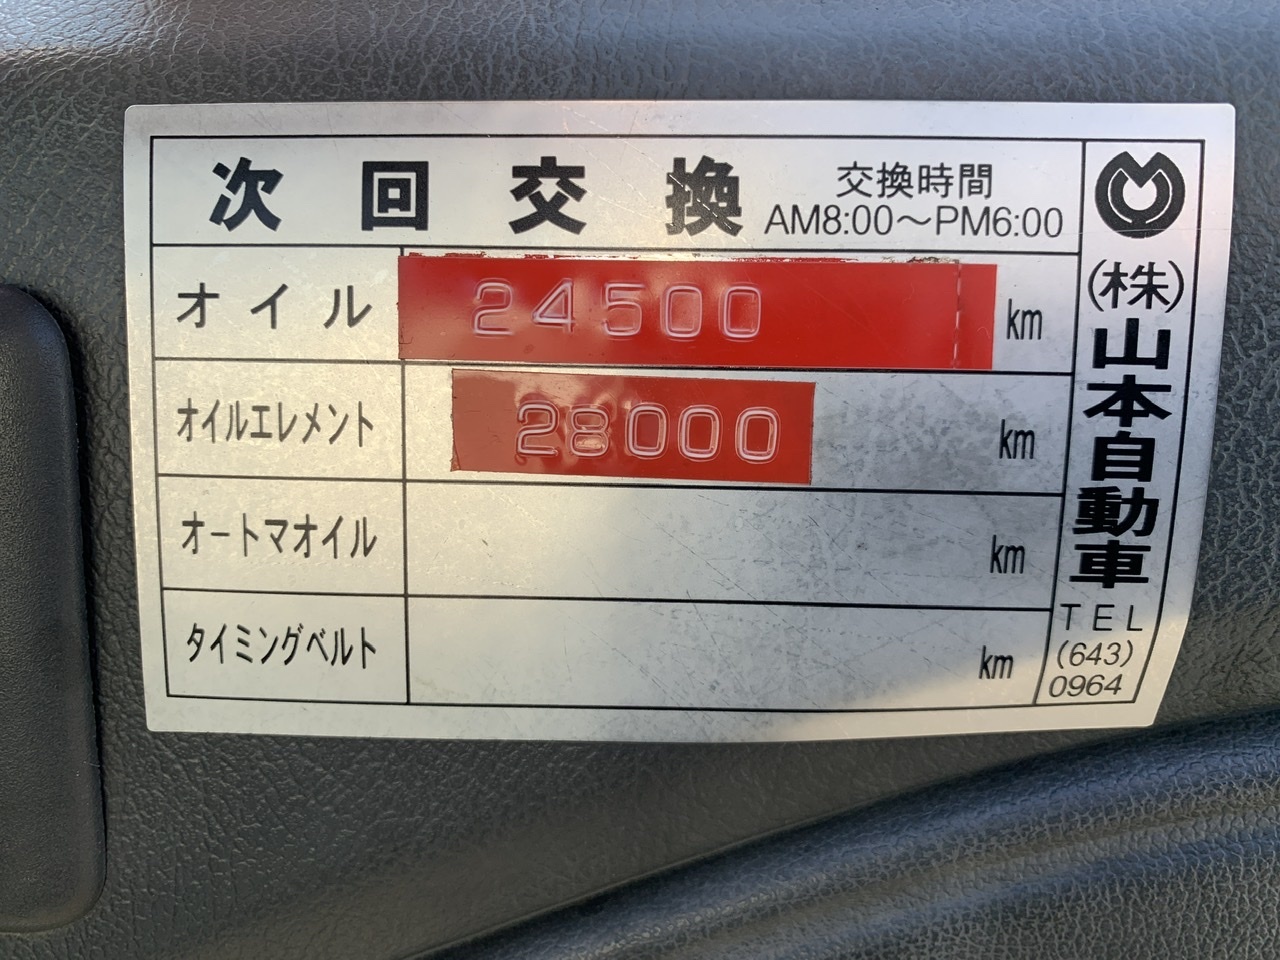 次回交換
交換時間
AM8:00〜PM6:00
オイル 24500 km
オイルエレメント 28000 km
オートマオイル km
タイミングベルト km
(株)山本自動車
TEL
(643)
0964